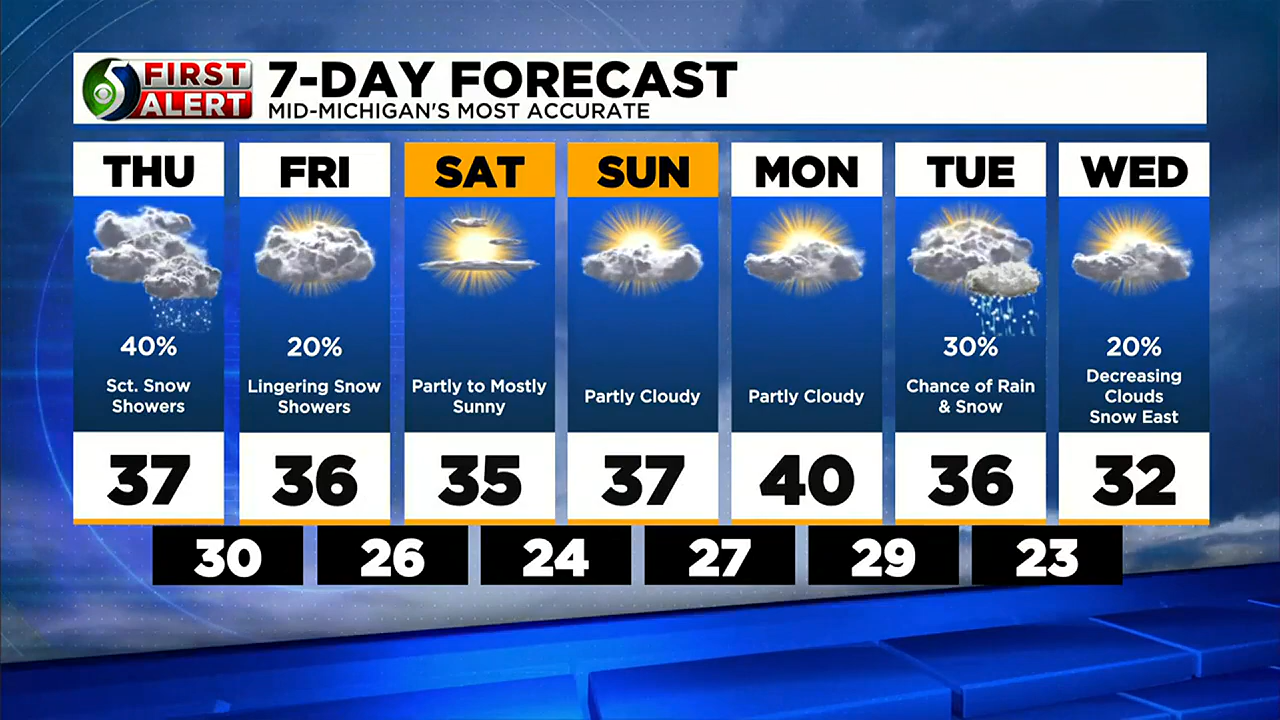 5 FIRST ALERT
7-DAY FORECAST
MID-MICHIGAN'S MOST ACCURATE
THU
40%
Sct. Snow
Showers
37
FRI
20%
Lingering Snow
Showers
36
SAT
Partly to Mostly
Sunny
35
SUN
Partly Cloudy
37
MON
Partly Cloudy
40
TUE
30%
Chance of Rain
& Snow
36
WED
20%
Decreasing
Clouds
Snow East
32
30
26
24
27
29
23